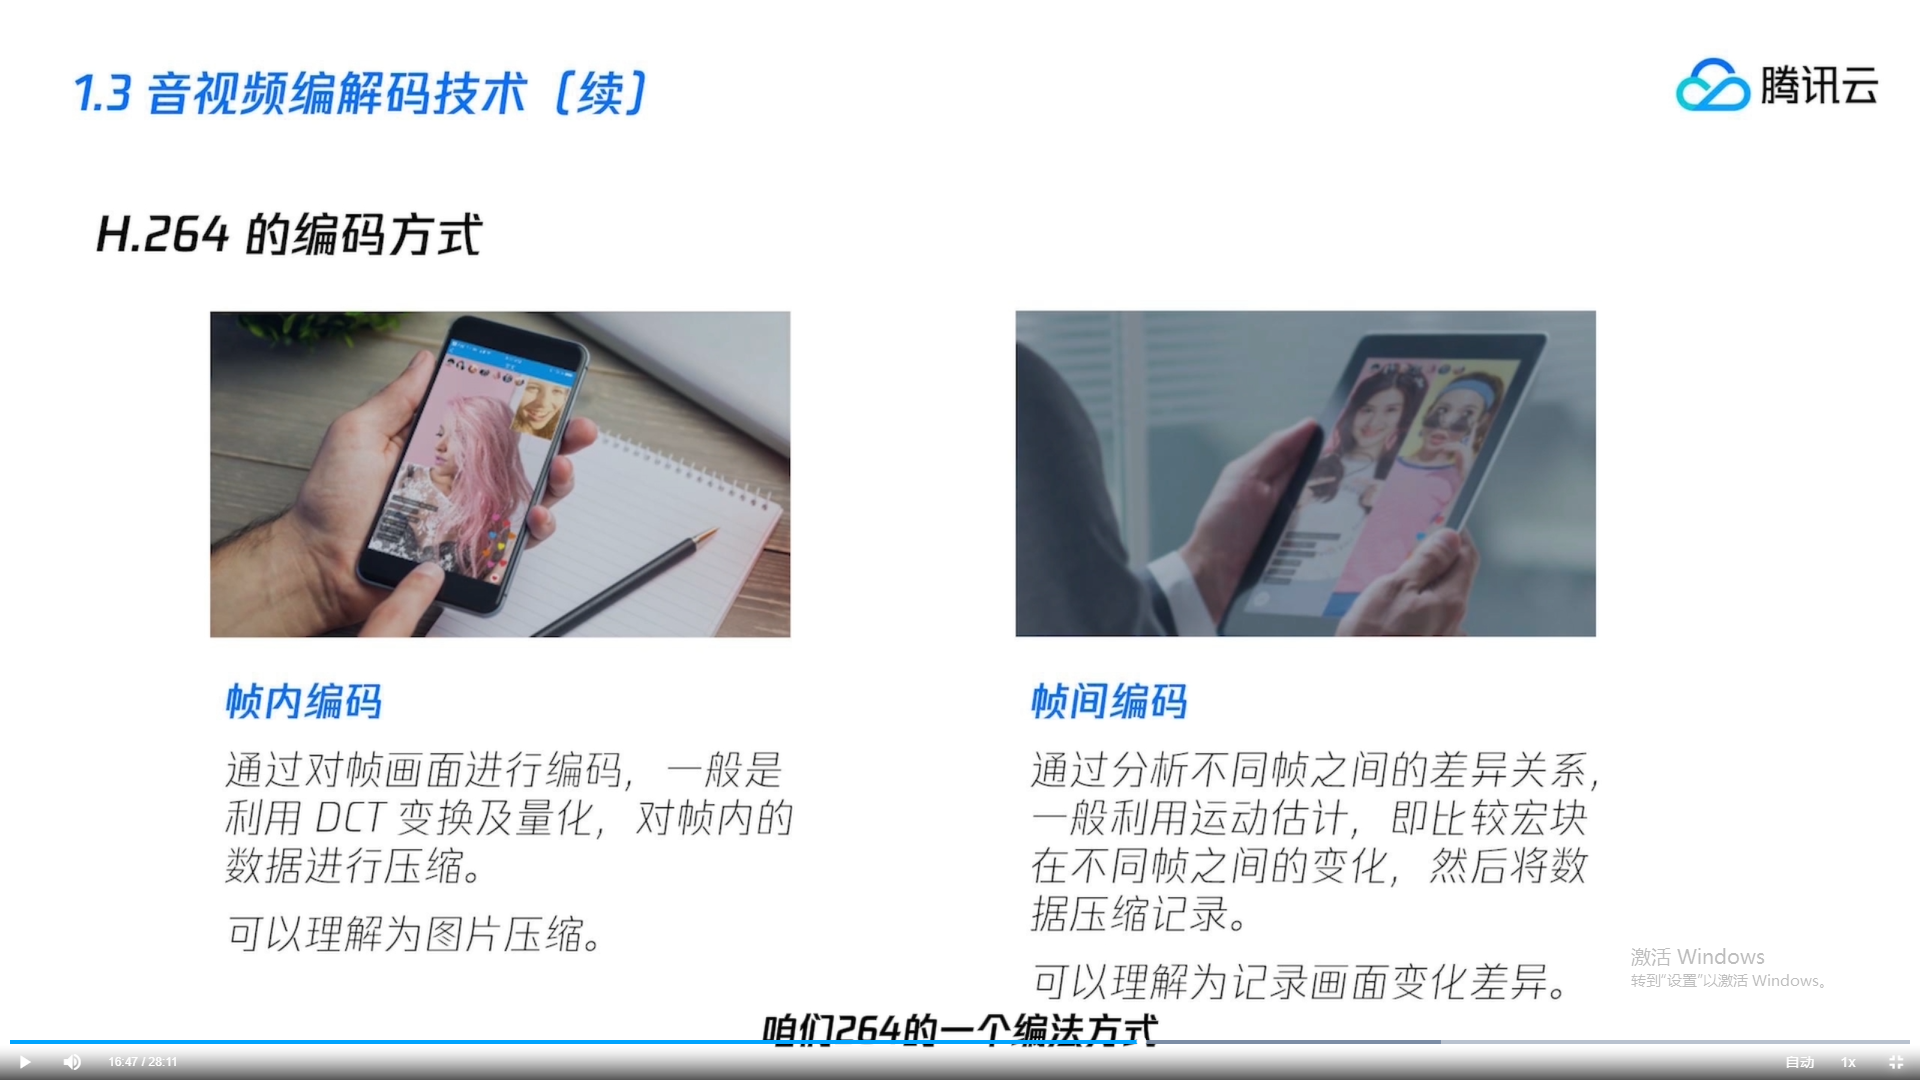 1.3 音视频编解码技术（续）
腾讯云
H.264 的编码方式
帧内编码
通过对帧画面进行编码，一般是
利用 DCT 变换及量化，对帧内的
数据进行压缩。
可以理解为图片压缩。
帧间编码
通过分析不同帧之间的差异关系，
一般利用运动估计，即比较宏块
在不同帧之间的变化，然后将数
据压缩记录。
可以理解为记录画面变化差异。
激活 Windows
转到“设置”以激活 Windows。
咱们264的一个编法方式
16:47 / 28:11
自动
1x